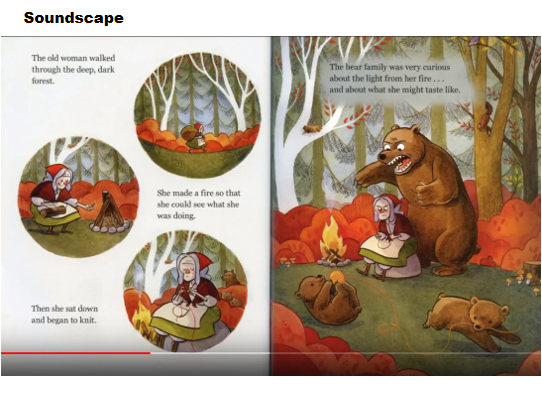 Soundscape
The old woman walked
through the deep, dark
forest.
She made a fire so that
she could see what she
was doing.
Then she sat down
and began to knit.
The bear family was very curious
about the light from her fire . . .
and about what she might taste like.